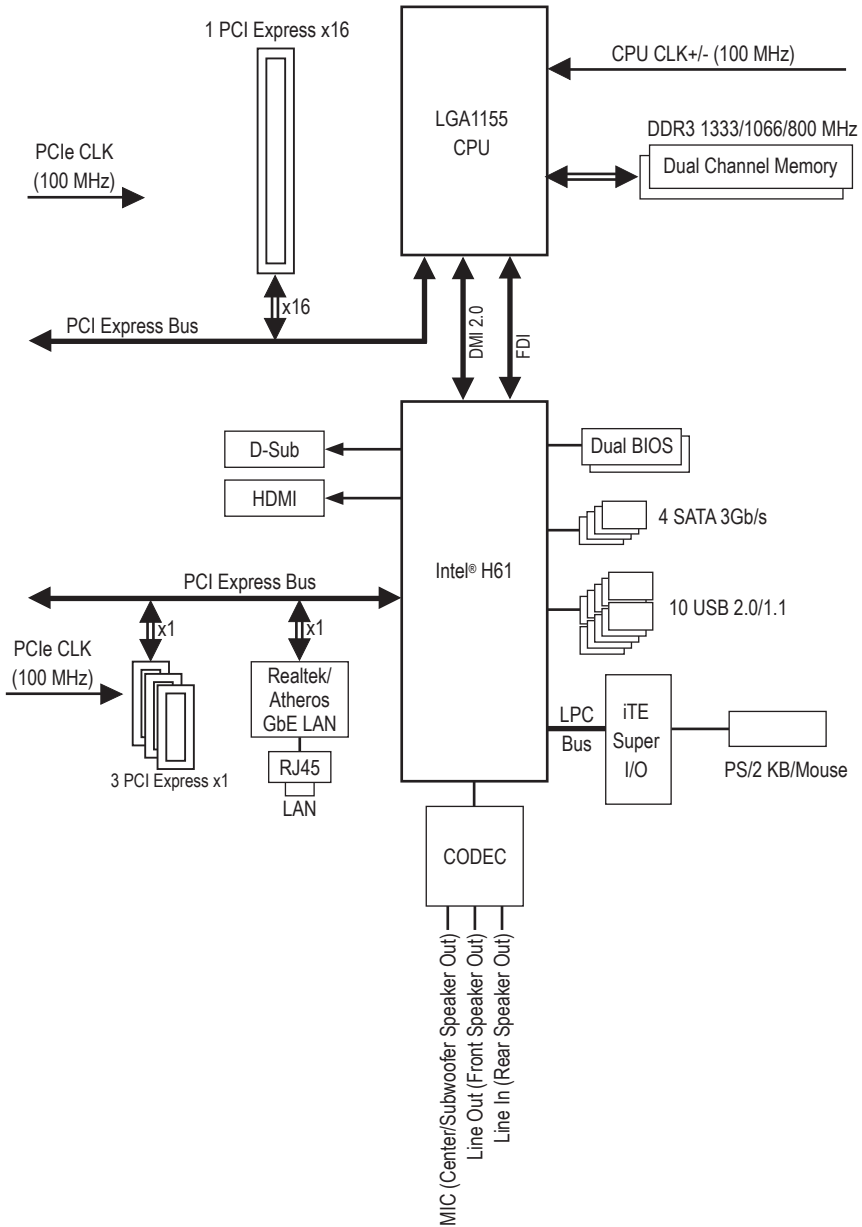 1 PCI Express x16
CPU CLK+/- (100 MHz)
LGA1155
CPU
DDR3 1333/1066/800 MHz
Dual Channel Memory
PCIe CLK
(100 MHz)
x16
PCI Express Bus
DMI 2.0
FDI
D-Sub
Dual BIOS
HDMI
4 SATA 3Gb/s
Intel® H61
PCI Express Bus
10 USB 2.0/1.1
x1
x1
PCIe CLK
(100 MHz)
Realtek/
Atheros
GbE LAN
LPC
Bus
iTE
Super
I/O
RJ45
PS/2 KB/Mouse
3 PCI Express x1
LAN
CODEC
MIC (Center/Subwoofer Speaker Out)
Line Out (Front Speaker Out)
Line In (Rear Speaker Out)